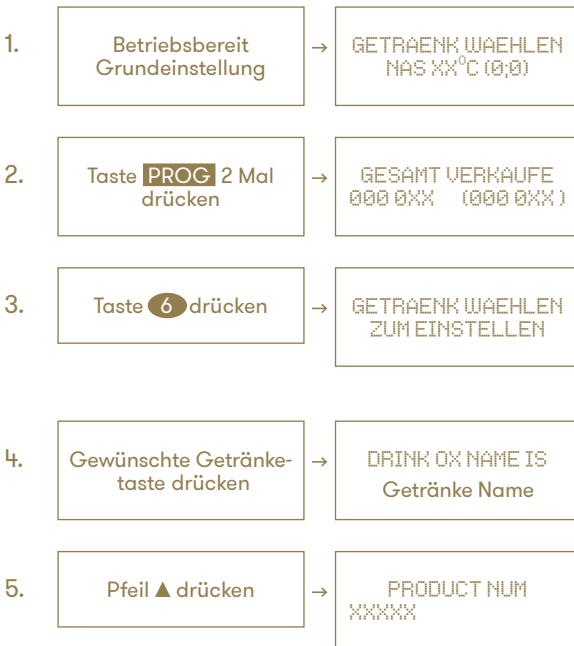 1.
Betriebsbereit
Grundeinstellung
→
GETRAENK WAEHLEN
NAS XX°C (0;0)
2.
Taste PROG 2 Mal
drücken
→
GESAMT VERKAUFE
000 0XX (000 0XX)
3.
Taste 6 drücken
→
GETRAENK WAEHLEN
ZUM EINSTELLEN
4.
Gewünschte Getränke-
taste drücken
→
DRINK OX NAME IS
Getränke Name
5.
Pfeil ▲ drücken
→
PRODUCT NUM
XXXXX